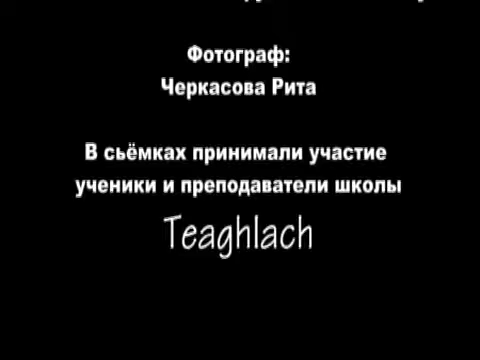 Фотограф:
Черкасова Рита
В сьёмках принимали участие
ученики и преподаватели школы
Teaghlach